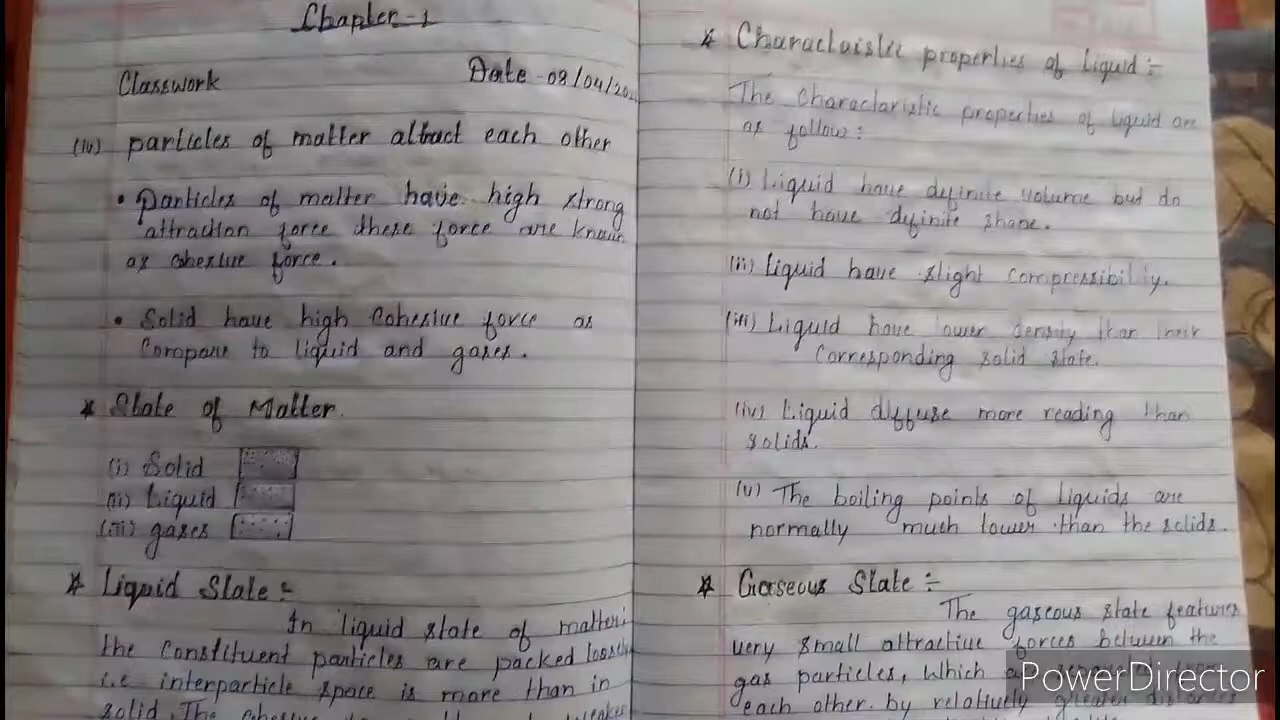 Chapter-1
Classwork Date - 08/04/20
(iv) particles of matter attract each other
• Particles of matter have high strong
attraction force these force are known
as cohesive force.
• Solid have high Cohesive force as
Compare to liquid and gases.
* State of Matter.
(i) Solid
(ii) Liquid
(iii) gases
* Liquid State :-
In liquid state of matter
the constituent particles are packed loosely
i.e interparticle space is more than in
solid. The
* Charactaistic properties of liquid :-
The charactaristic properties of liquid are
as follow :
(i) Liquid have definite volume but do
not have definite shape.
(ii) Liquid have slight compressibiliy.
(iii) Liquid have lower density than their
Corresponding solid state.
(iv) Liquid diffuse more reading than
solids.
(v) The boiling points of liquids are
normally much lower than the solids.
* Gaseous State :-
The gaseous state features
very small attractive forces between the
gas particles, which
each other. by relatively greater distances
PowerDirector